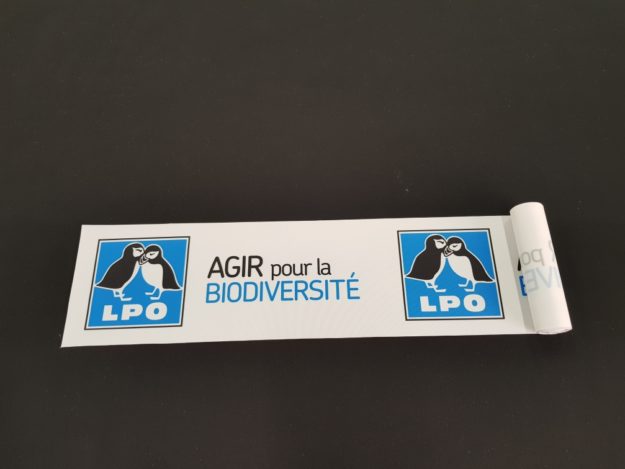 LPO
AGIR pour la
BIODIVERSITÉ
LPO